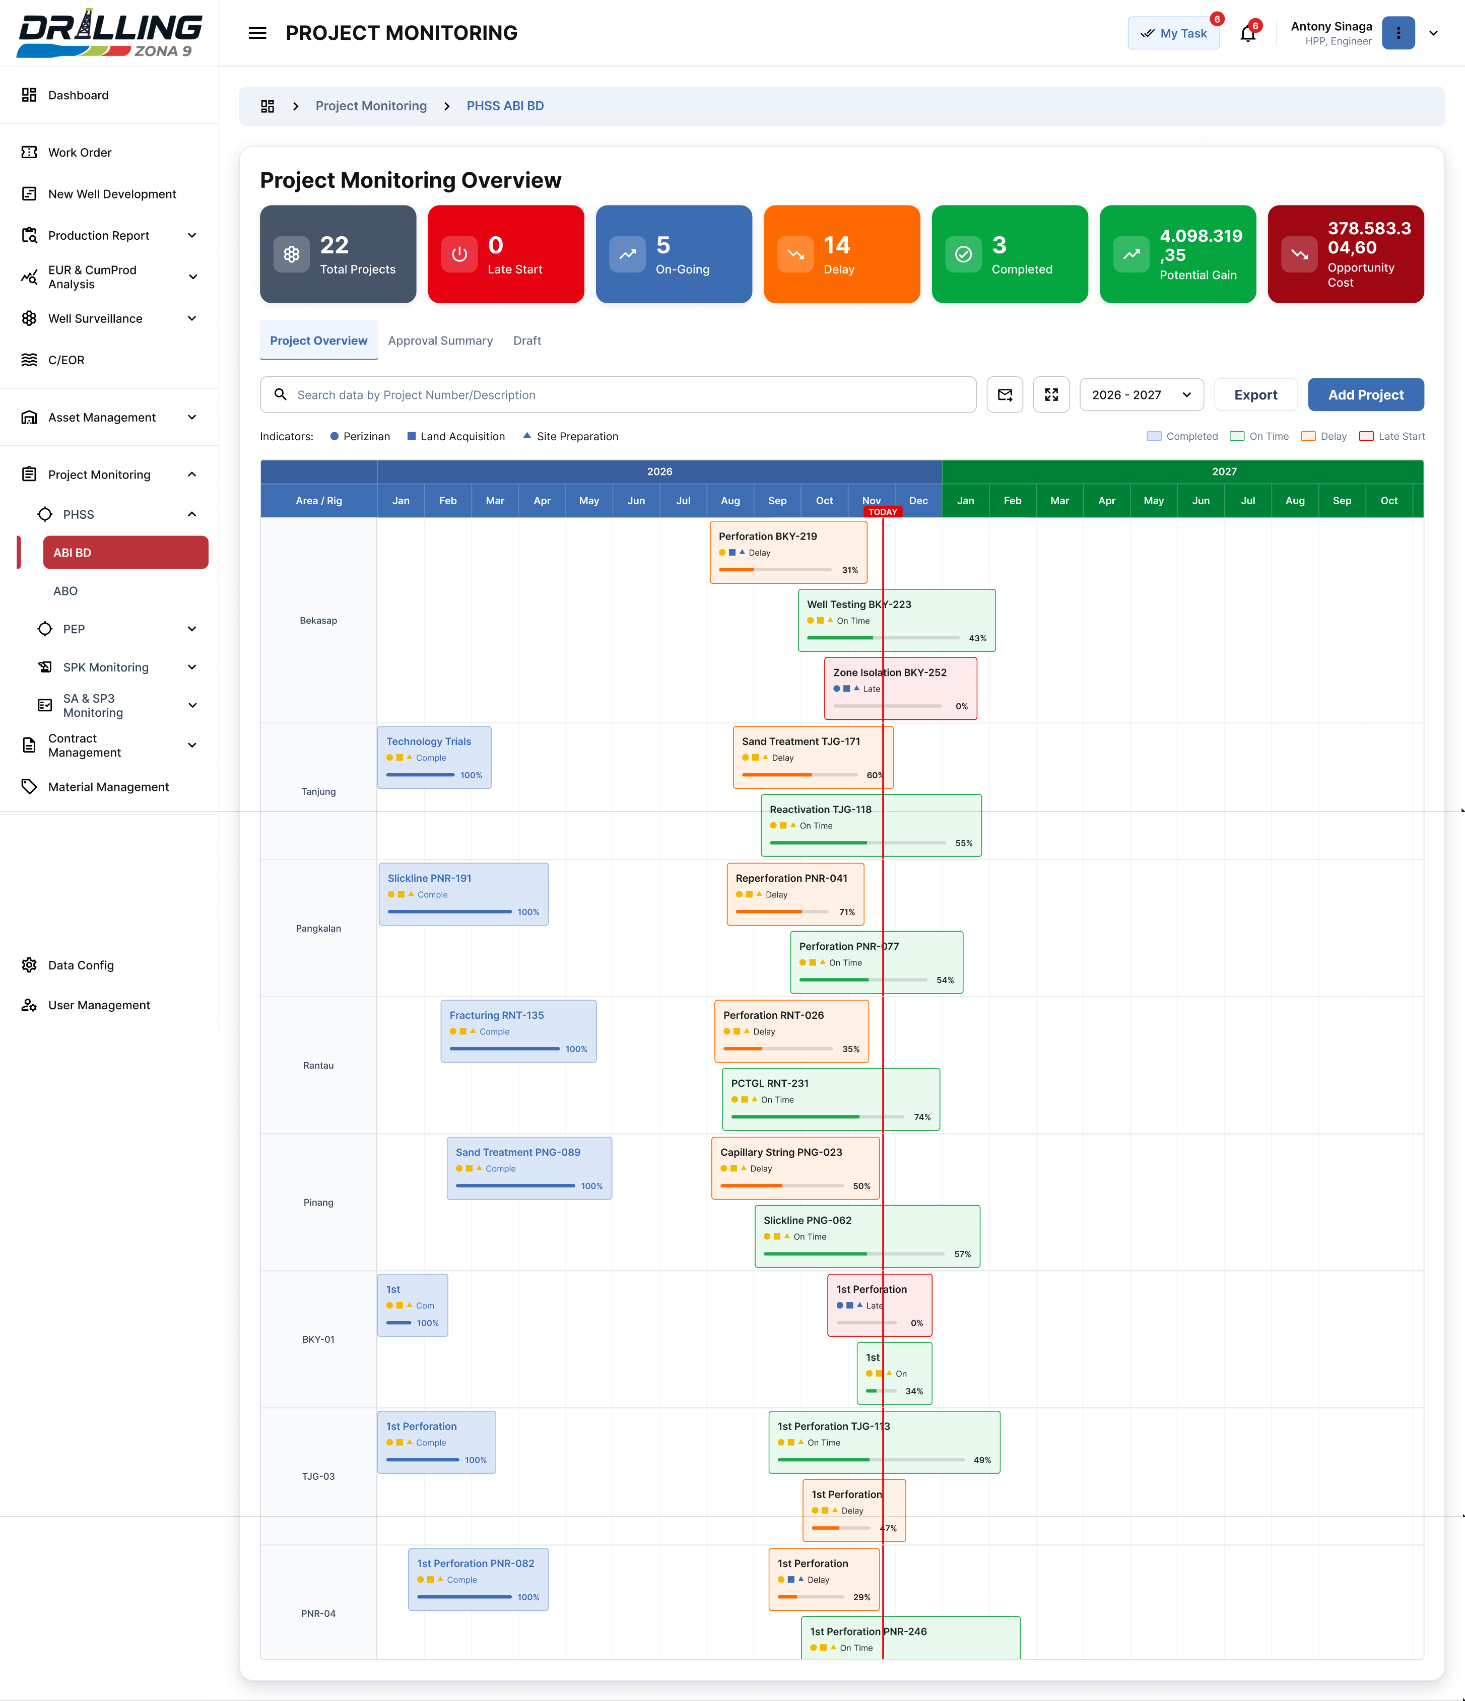 DRILLING
ZONA 9
PROJECT MONITORING
My Task
6
6
Antony Sinaga
HPP, Engineer
Dashboard
Work Order
New Well Development
Production Report
EUR & CumProd
Analysis
Well Surveillance
C/EOR
Asset Management
Project Monitoring
PHSS
ABI BD
ABO
PEP
SPK Monitoring
SA & SP3
Monitoring
Contract
Management
Material Management
Data Config
User Management
Project Monitoring
PHSS ABI BD
Project Monitoring Overview
22
Total Projects
0
Late Start
5
On-Going
14
Delay
3
Completed
4.098.319
,35
Potential Gain
378.583.3
04,60
Opportunity
Cost
Project Overview
Approval Summary
Draft
Search data by Project Number/Description
2026 - 2027
Export
Add Project
Indicators:
Perizinan
Land Acquisition
Site Preparation
Completed
On Time
Delay
Late Start
2026
2027
Area / Rig
Jan
Feb
Mar
Apr
May
Jun
Jul
Aug
Sep
Oct
Nov
Dec
Jan
Feb
Mar
Apr
May
Jun
Jul
Aug
Sep
Oct
TODAY
Bekasap
Perforation BKY-219
Delay
31%
Well Testing BKY-223
On Time
43%
Zone Isolation BKY-252
Late
0%
Tanjung
Technology Trials
Comple
100%
Sand Treatment TJG-171
Delay
60%
Reactivation TJG-118
On Time
55%
Pangkalan
Slickline PNR-191
Comple
100%
Reperforation PNR-041
Delay
71%
Perforation PNR-077
On Time
54%
Rantau
Fracturing RNT-135
Comple
100%
Perforation RNT-026
Delay
35%
PCTGL RNT-231
On Time
74%
Pinang
Sand Treatment PNG-089
Comple
100%
Capillary String PNG-023
Delay
50%
Slickline PNG-062
On Time
57%
BKY-01
1st
Com
100%
1st Perforation
Late
0%
1st
On
34%
TJG-03
1st Perforation
Comple
100%
1st Perforation TJG-113
On Time
49%
1st Perforation
Delay
47%
PNR-04
1st Perforation PNR-082
Comple
100%
1st Perforation
Delay
29%
1st Perforation PNR-246
On Time